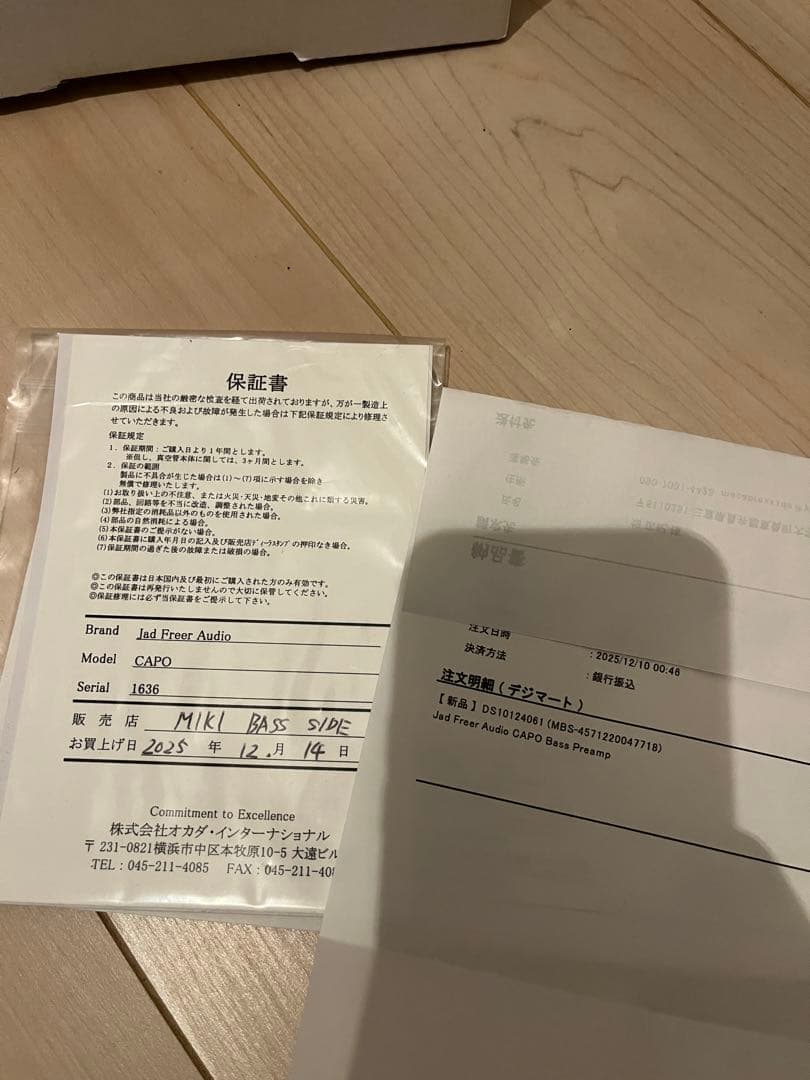 保証書
この商品は当社の厳密な検査を経て出荷されておりますが、万が一製造上
の原因による不良および故障が発生した場合は下記保証規定により修理さ
せていただきます。
保証規定
1. 保証期間:ご購入日より1年間とします。
※但し、真空管本体に関しては、3ヶ月間とします。
2. 保証の範囲
製品に不具合が生じた場合は(1)~(7)項に示す場合を除き
無償で修理いたします。
(1)お取り扱い上の不注意、または火災・天災・地変その他これに類する災害。
(2)部品、回路等を不当に改造、調整された場合。
(3)弊社指定の消耗品以外のものを使用された場合。
(4)部品の自然消耗による場合。
(5)本保証書のご提示がない場合。
(6)本保証書に購入年月日の記入及び販売店ディーラスタンプの押印なき場合。
(7)保証期間の過ぎた後の故障または破損の場合。
◎この保証書は日本国内及び最初にご購入された方のみ有効です。
◎この保証書は再発行いたしませんので大切に保管してください。
◎保証修理には必ず当保証書をご提示して下さい。
Brand Jad Freer Audio
Model CAPO
Serial 1636
販売店 MIKI BASS SIDE
お買上げ日 2025 年 12. 月 14 日
Commitment to Excellence
株式会社オカダ・インターナショナル
〒231-0821横浜市中区本牧原10-5 大遠ビル
TEL:045-211-4085 FAX:045-211-408
注文日時 : 2025/12/10 00:46
決済方法 : 銀行振込
注文明細(デジマート)
【新品】DS10124061 (MBS-4571220047718)
Jad Freer Audio CAPO Bass Preamp